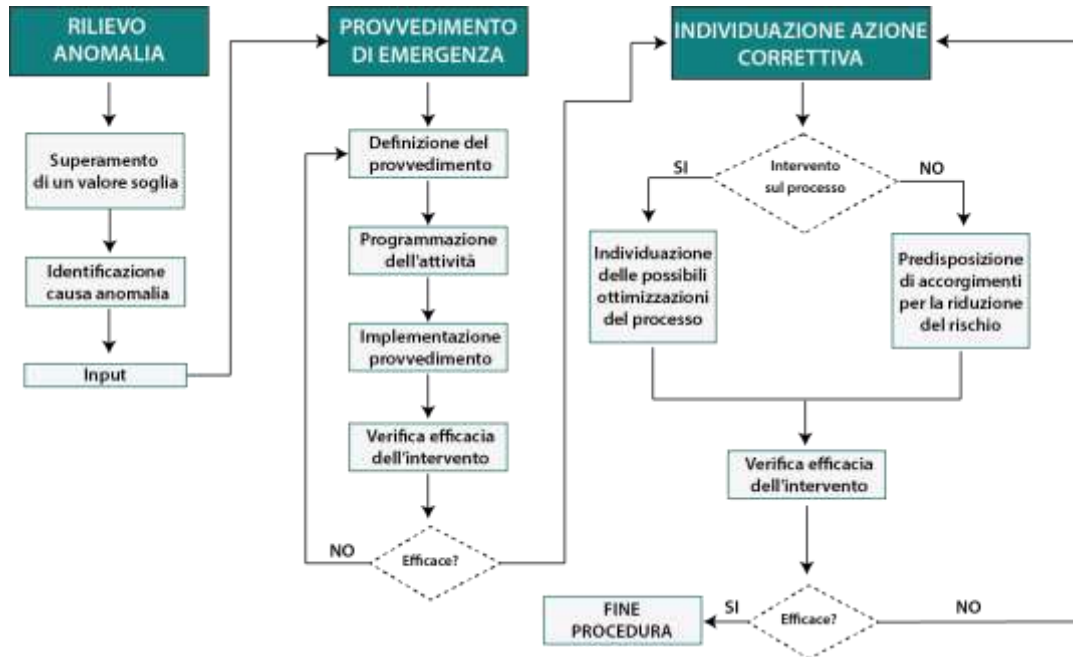 RILIEVO
ANOMALIA
Superamento
di un valore soglia
Identificazione
causa anomalia
Input
PROVVEDIMENTO
DI EMERGENZA
Definizione del
provvedimento
Programmazione
dell'attività
Implementazione
provvedimento
Verifica efficacia
dell'intervento
Efficace?
NO
INDIVIDUAZIONE AZIONE
CORRETTIVA
Intervento
sul processo
SI
NO
Individuazione
delle possibili
ottimizzazioni
del processo
Predisposizione
di accorgimenti
per la riduzione
del rischio
Verifica efficacia
dell'intervento
Efficace?
SI
NO
FINE
PROCEDURA